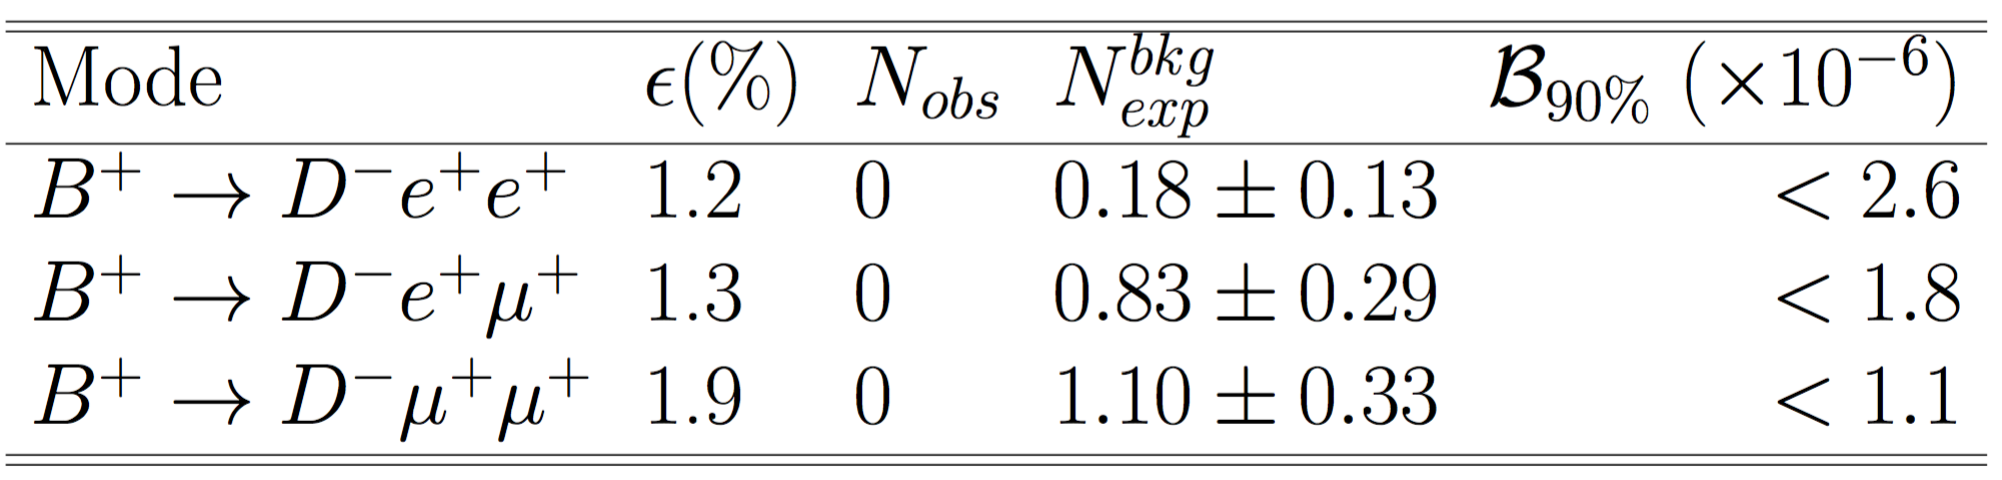 Mode ϵ(%) N_obs N_exp^bkg 𝓑_90% (×10⁻⁶)
B⁺ → D⁻e⁺e⁺ 1.2 0 0.18 ± 0.13 < 2.6
B⁺ → D⁻e⁺μ⁺ 1.3 0 0.83 ± 0.29 < 1.8
B⁺ → D⁻μ⁺μ⁺ 1.9 0 1.10 ± 0.33 < 1.1